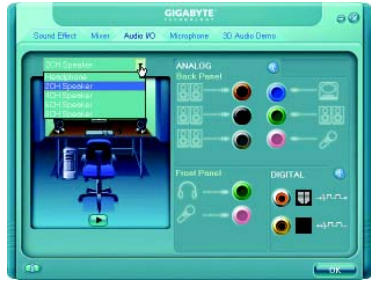 GIGABYTE
TECHNOLOGY
Sound Effect Mixer Audio I/O Microphone 3D Audio Demo
2CH Speaker
Headphone
2CH Speaker
4CH Speaker
6CH Speaker
8CH Speaker
ANALOG
Back Panel
Front Panel
DIGITAL
OK